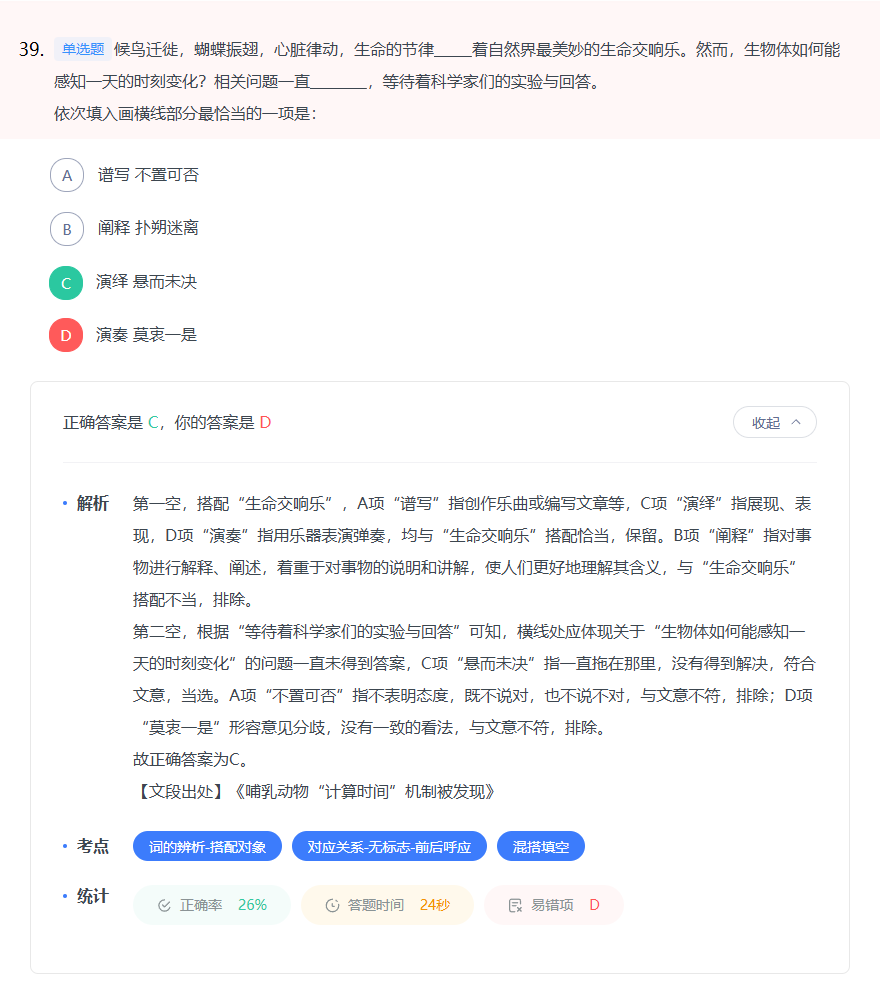 39. 单选题 候鸟迁徙，蝴蝶振翅，心脏律动，生命的节律_____着自然界最美妙的生命交响乐。然而，生物体如何能
感知一天的时刻变化？相关问题一直________，等待着科学家们的实验与回答。
依次填入画横线部分最恰当的一项是：
A 谱写 不置可否
B 阐释 扑朔迷离
C 演绎 悬而未决
D 演奏 莫衷一是
正确答案是 C，你的答案是 D 收起
• 解析 第一空，搭配“生命交响乐”，A项“谱写”指创作乐曲或编写文章等，C项“演绎”指展现、表
现，D项“演奏”指用乐器表演弹奏，均与“生命交响乐”搭配恰当，保留。B项“阐释”指对事
物进行解释、阐述，着重于对事物的说明和讲解，使人们更好地理解其含义，与“生命交响乐”
搭配不当，排除。
第二空，根据“等待着科学家们的实验与回答”可知，横线处应体现关于“生物体如何能感知一
天的时刻变化”的问题一直未得到答案，C项“悬而未决”指一直拖在那里，没有得到解决，符合
文意，当选。A项“不置可否”指不表明态度，既不说对，也不说不对，与文意不符，排除；D项
“莫衷一是”形容意见分歧，没有一致的看法，与文意不符，排除。
故正确答案为C。
【文段出处】《哺乳动物“计算时间”机制被发现》
• 考点 词的辨析-搭配对象 对应关系-无标志-前后呼应 混搭填空
• 统计 正确率 26% 答题时间 24秒 易错项 D